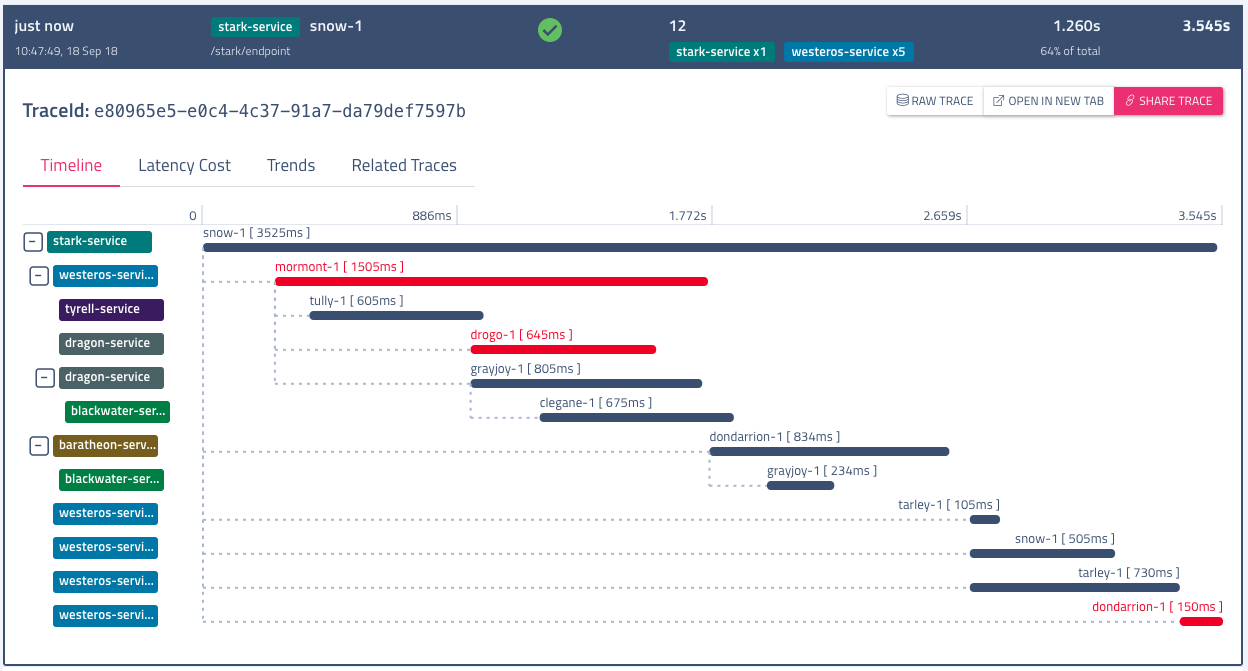 just now stark-service snow-1 12 1.260s 3.545s
10:47:49, 18 Sep 18 /stark/endpoint stark-service x1 westeros-service x5 64% of total
TraceId: e80965e5-e0c4-4c37-91a7-da79def7597b RAW TRACE OPEN IN NEW TAB SHARE TRACE
Timeline Latency Cost Trends Related Traces
0 886ms 1.772s 2.659s 3.545s
stark-service snow-1 [ 3525ms ]
westeros-servi... mormont-1 [ 1505ms ]
tyrell-service tully-1 [ 605ms ]
dragon-service drogo-1 [ 645ms ]
dragon-service grayjoy-1 [ 805ms ]
blackwater-ser... clegane-1 [ 675ms ]
baratheon-serv... dondarrion-1 [ 834ms ]
blackwater-ser... grayjoy-1 [ 234ms ]
westeros-servi... tarley-1 [ 105ms ]
westeros-servi... snow-1 [ 505ms ]
westeros-servi... tarley-1 [ 730ms ]
westeros-servi... dondarrion-1 [ 150ms ]